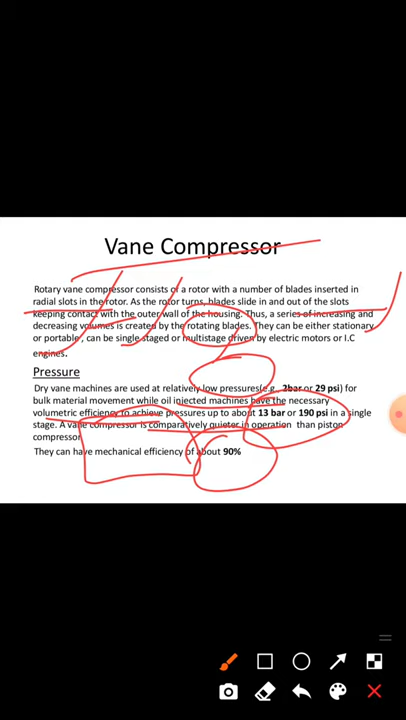 Vane Compressor
Rotary vane compressor consists of a rotor with a number of blades inserted in
radial slots in the rotor. As the rotor turns, blades slide in and out of the slots
keeping contact with the outer wall of the housing. Thus, a series of increasing and
decreasing volumes is created by the rotating blades. They can be either stationary
or portable , can be single staged or multistage driven by electric motors or I.C
engines.
Pressure
Dry vane machines are used at relatively low pressures(e.g., 2bar or 29 psi) for
bulk material movement while oil injected machines have the necessary
volumetric efficiency to achieve pressures up to about 13 bar or 190 psi in a single
stage. A vane compressor is comparatively quieter in operation than piston
compressor
They can have mechanical efficiency of about 90%